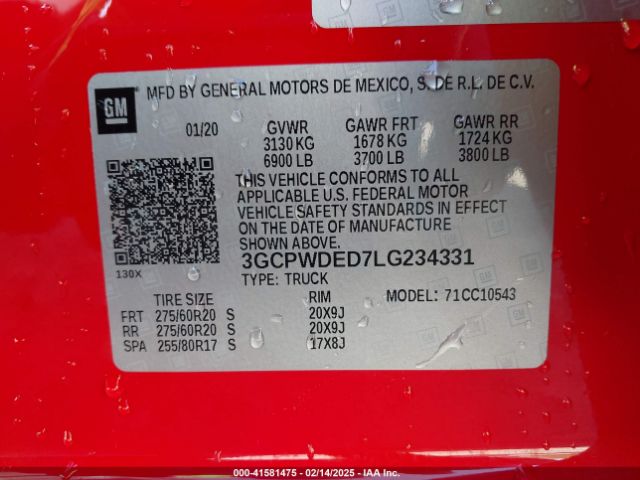 GM
MFD BY GENERAL MOTORS DE MEXICO, S. DE R.L. DE C.V.
01/20 GVWR GAWR FRT GAWR RR
3130 KG 1678 KG 1724 KG
6900 LB 3700 LB 3800 LB
THIS VEHICLE CONFORMS TO ALL
APPLICABLE U.S. FEDERAL MOTOR
VEHICLE SAFETY STANDARDS IN EFFECT
ON THE DATE OF MANUFACTURE
SHOWN ABOVE.
130X
3GCPWDED7LG234331
TYPE: TRUCK
TIRE SIZE RIM MODEL: 71CC10543
FRT 275/60R20 S 20X9J
RR 275/60R20 S 20X9J
SPA 255/80R17 S 17X8J
000-41581475 - 02/14/2025 - IAA Inc.